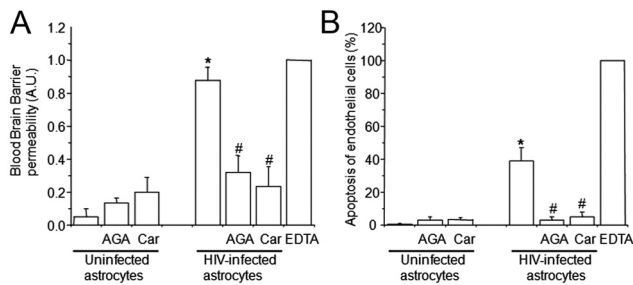 A
Blood Brain Barrier
permeability (A.U.)
1.2
1.0
0.8
0.6
0.4
0.2
0.0
*
#
#
AGA Car
AGA Car EDTA
Uninfected
astrocytes
HIV-infected
astrocytes
B
Apoptosis of endothelial cells (%)
120
100
80
60
40
20
0
*
#
#
AGA Car
AGA Car EDTA
Uninfected
astrocytes
HIV-infected
astrocytes